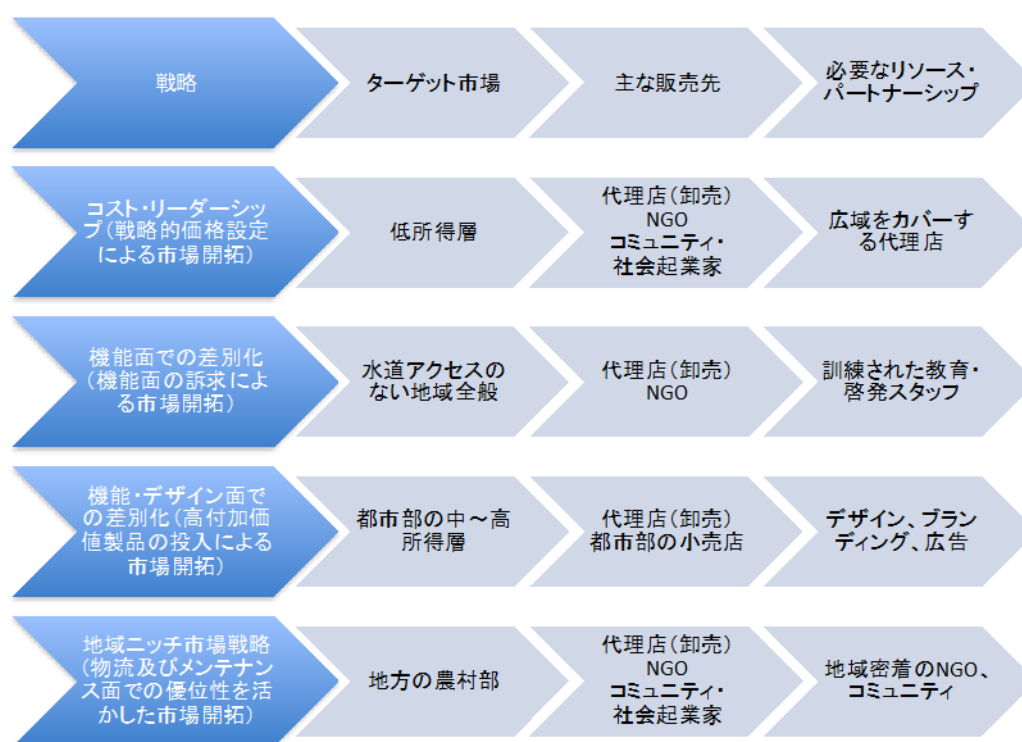 戦略
ターゲット市場
主な販売先
必要なリソース・
パートナーシップ
コスト・リーダーシッ
プ(戦略的価格設定
による市場開拓)
低所得層
代理店(卸売)
NGO
コミュニティ・
社会起業家
広域をカバーす
る代理店
機能面での差別化
(機能面の訴求によ
る市場開拓)
水道アクセスの
ない地域全般
代理店(卸売)
NGO
訓練された教育・
啓発スタッフ
機能・デザイン面で
の差別化(高付加価
値製品の投入による
市場開拓)
都市部の中～高
所得層
代理店(卸売)
都市部の小売店
デザイン、ブラン
ディング、広告
地域ニッチ市場戦略
(物流及びメンテナン
ス面での優位性を活
かした市場開拓)
地方の農村部
代理店(卸売)
NGO
コミュニティ・
社会起業家
地域密着のNGO、
コミュニティ